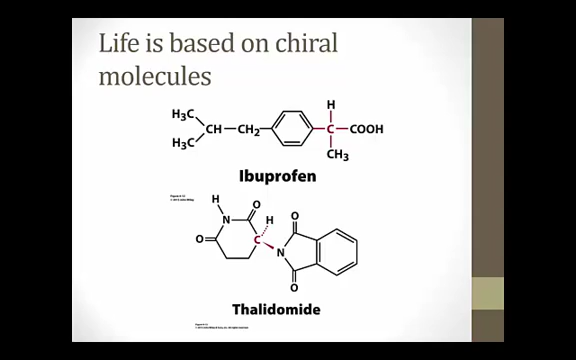 Life is based on chiral
molecules
H
H₃C
CH—CH₂
C—COOH
H₃C
CH₃
Ibuprofen
H
O
H
N
O
O
C
N
O
Thalidomide